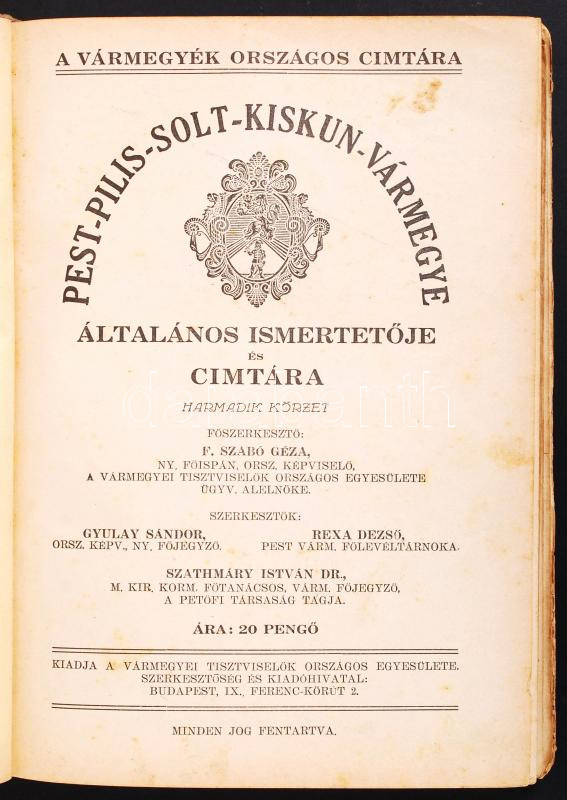 A VÁRMEGYÉK ORSZÁGOS CIMTÁRA
PEST-PILIS-SOLT-KISKUN-VÁRMEGYE
ÁLTALÁNOS ISMERTETŐJE
ÉS
CIMTÁRA
HARMADIK KÖRZET
FŐSZERKESZTŐ:
F. SZABÓ GÉZA,
NY. FŐISPÁN, ORSZ. KÉPVISELŐ,
A VÁRMEGYEI TISZTVISELŐK ORSZÁGOS EGYESÜLETE
ÜGYV. ALELNÖKE.
SZERKESZTŐK:
GYULAY SÁNDOR, REXA DEZSŐ,
ORSZ. KÉPV., NY. FŐJEGYZŐ. PEST VÁRM. FŐLEVÉLTÁRNOKA.
SZATHMÁRY ISTVÁN DR.,
M. KIR. KORM. FŐTANÁCSOS, VÁRM. FŐJEGYZŐ,
A PETŐFI TÁRSASÁG TAGJA.
ÁRA: 20 PENGŐ
KIADJA A VÁRMEGYEI TISZTVISELŐK ORSZÁGOS EGYESÜLETE.
SZERKESZTŐSÉG ÉS KIADÓHIVATAL:
BUDAPEST, IX., FERENC-KÖRÚT 2.
MINDEN JOG FENTARTVA.